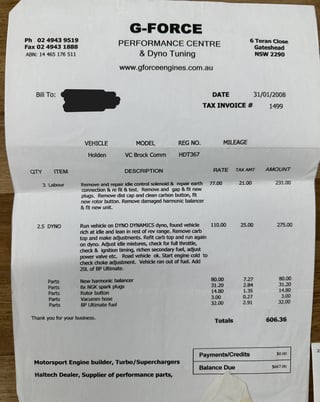 G-FORCE
PERFORMANCE CENTRE
& Dyno Tuning
www.gforceengines.com.au
Ph 02 4943 9519
Fax 02 4943 1888
ABN: 14 465 176 511
6 Teran Close
Gateshead
NSW 2290
Bill To:
DATE 31/01/2008
TAX INVOICE # 1499
VEHICLE MODEL REG NO. MILEAGE
Holden VC Brock Comm HDT367
QTY ITEM DESCRIPTION RATE TAX AMT AMOUNT
3 Labour Remove and repair idle control solenoid & repair earth 77.00 21.00 231.00
connection & re fit & test. Remove and gap & fit new
plugs. Remove dist cap and clean carbon button, fit
new rotor button. Remove damaged harmonic balancer
& fit new unit.
2.5 DYNO Run vehicle on DYNO DYNAMICS dyno, found vehicle 110.00 25.00 275.00
rich at idle and lean in rest of rev range. Remove carb
top and make adjustments. Refit carb top and run again
on dyno. Adjust idle mixtures, check for full throttle,
check & ignition timing, richen secondary fuel, adjust
power valve etc. Road vehicle ok. Start engine cold to
check choke adjustment. Vehicle ran out of fuel. Add
20L of BP Ultimate.
Parts New harmonic balancer 80.00 7.27 80.00
Parts 8x NGK spark plugs 31.20 2.84 31.20
Parts Rotor button 14.80 1.35 14.80
Parts Vacumen hose 3.00 0.27 3.00
Parts BP Ultimate fuel 32.00 2.91 32.00
Thank you for your business.
Totals 606.36
Payments/Credits $0.00
Balance Due $667.00
Motorsport Engine builder, Turbo/Superchargers
Haltech Dealer, Supplier of performance parts,